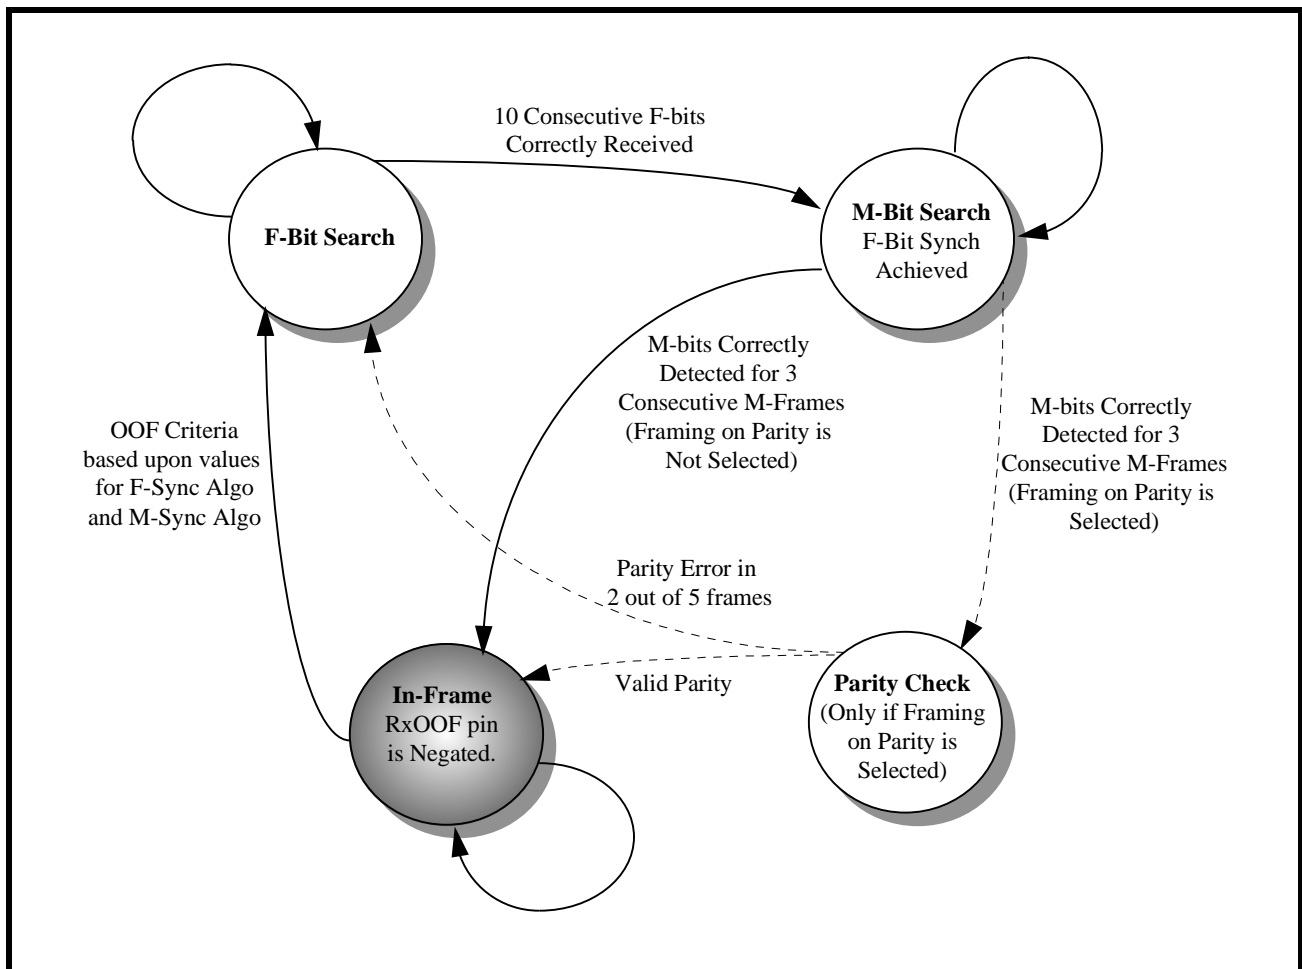 10 Consecutive F-bits
Correctly Received
F-Bit Search
M-Bit Search
F-Bit Synch
Achieved
M-bits Correctly
Detected for 3
Consecutive M-Frames
(Framing on Parity is
Not Selected)
M-bits Correctly
Detected for 3
Consecutive M-Frames
(Framing on Parity is
Selected)
OOF Criteria
based upon values
for F-Sync Algo
and M-Sync Algo
Parity Error in
2 out of 5 frames
Valid Parity
In-Frame
RxOOF pin
is Negated.
Parity Check
(Only if Framing
on Parity is
Selected)